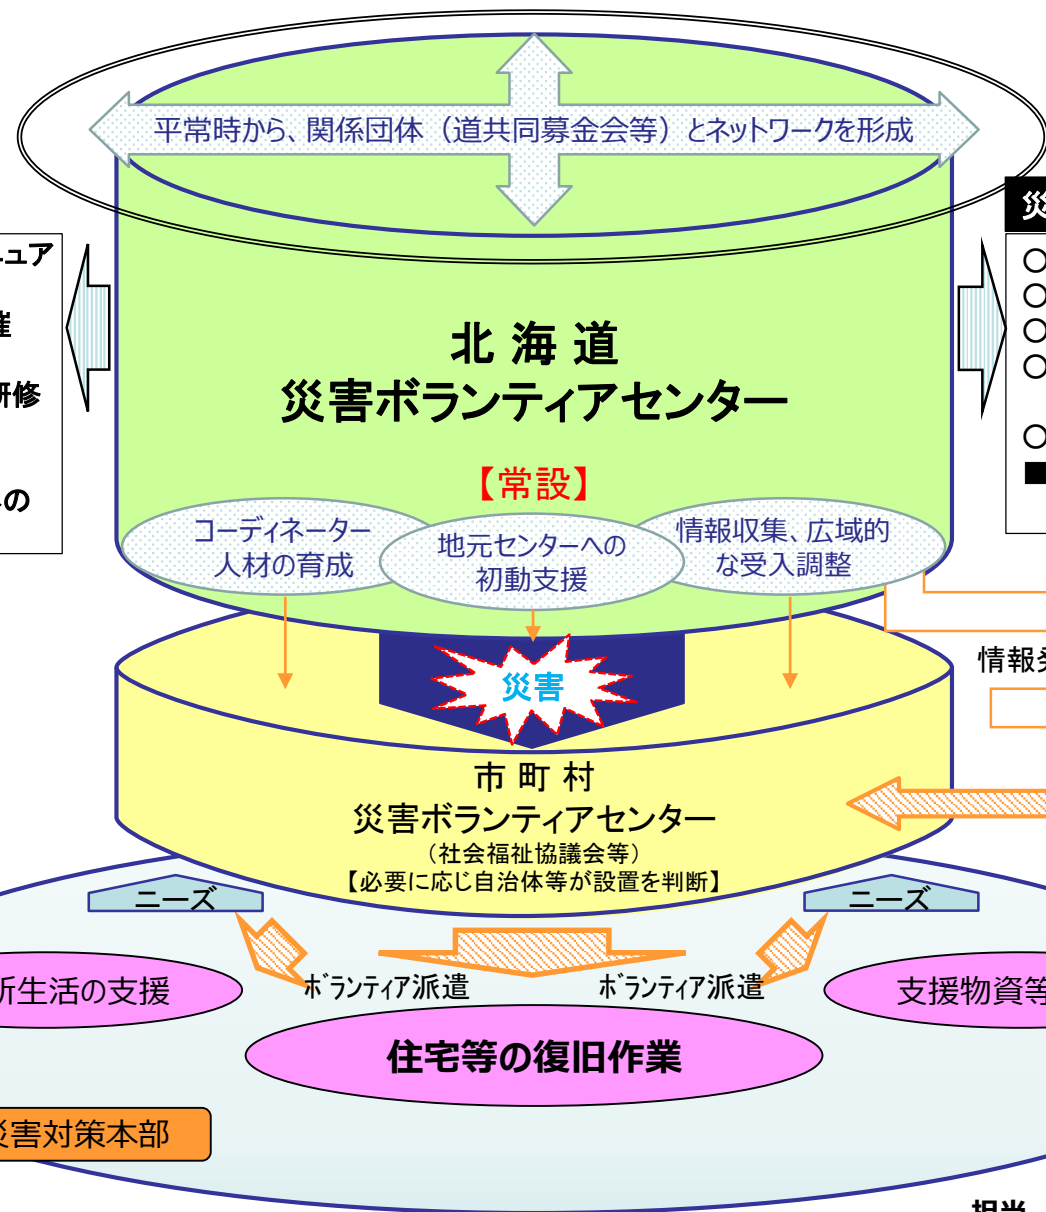 平常時から、関係団体（道共同募金会等）とネットワークを形成
ニュア
催
研修
の
災
○
○
○
○
○
■
北 海 道
災害ボランティアセンター
【常設】
コーディネーター
人材の育成
地元センターへの
初動支援
情報収集、広域的
な受入調整
災害
情報発
市 町 村
災害ボランティアセンター
（社会福祉協議会等）
【必要に応じ自治体等が設置を判断】
ニーズ
ニーズ
所生活の支援
ﾎﾞﾗﾝﾃｨｱ派遣
ﾎﾞﾗﾝﾃｨｱ派遣
支援物資等
住宅等の復旧作業
災害対策本部
担当